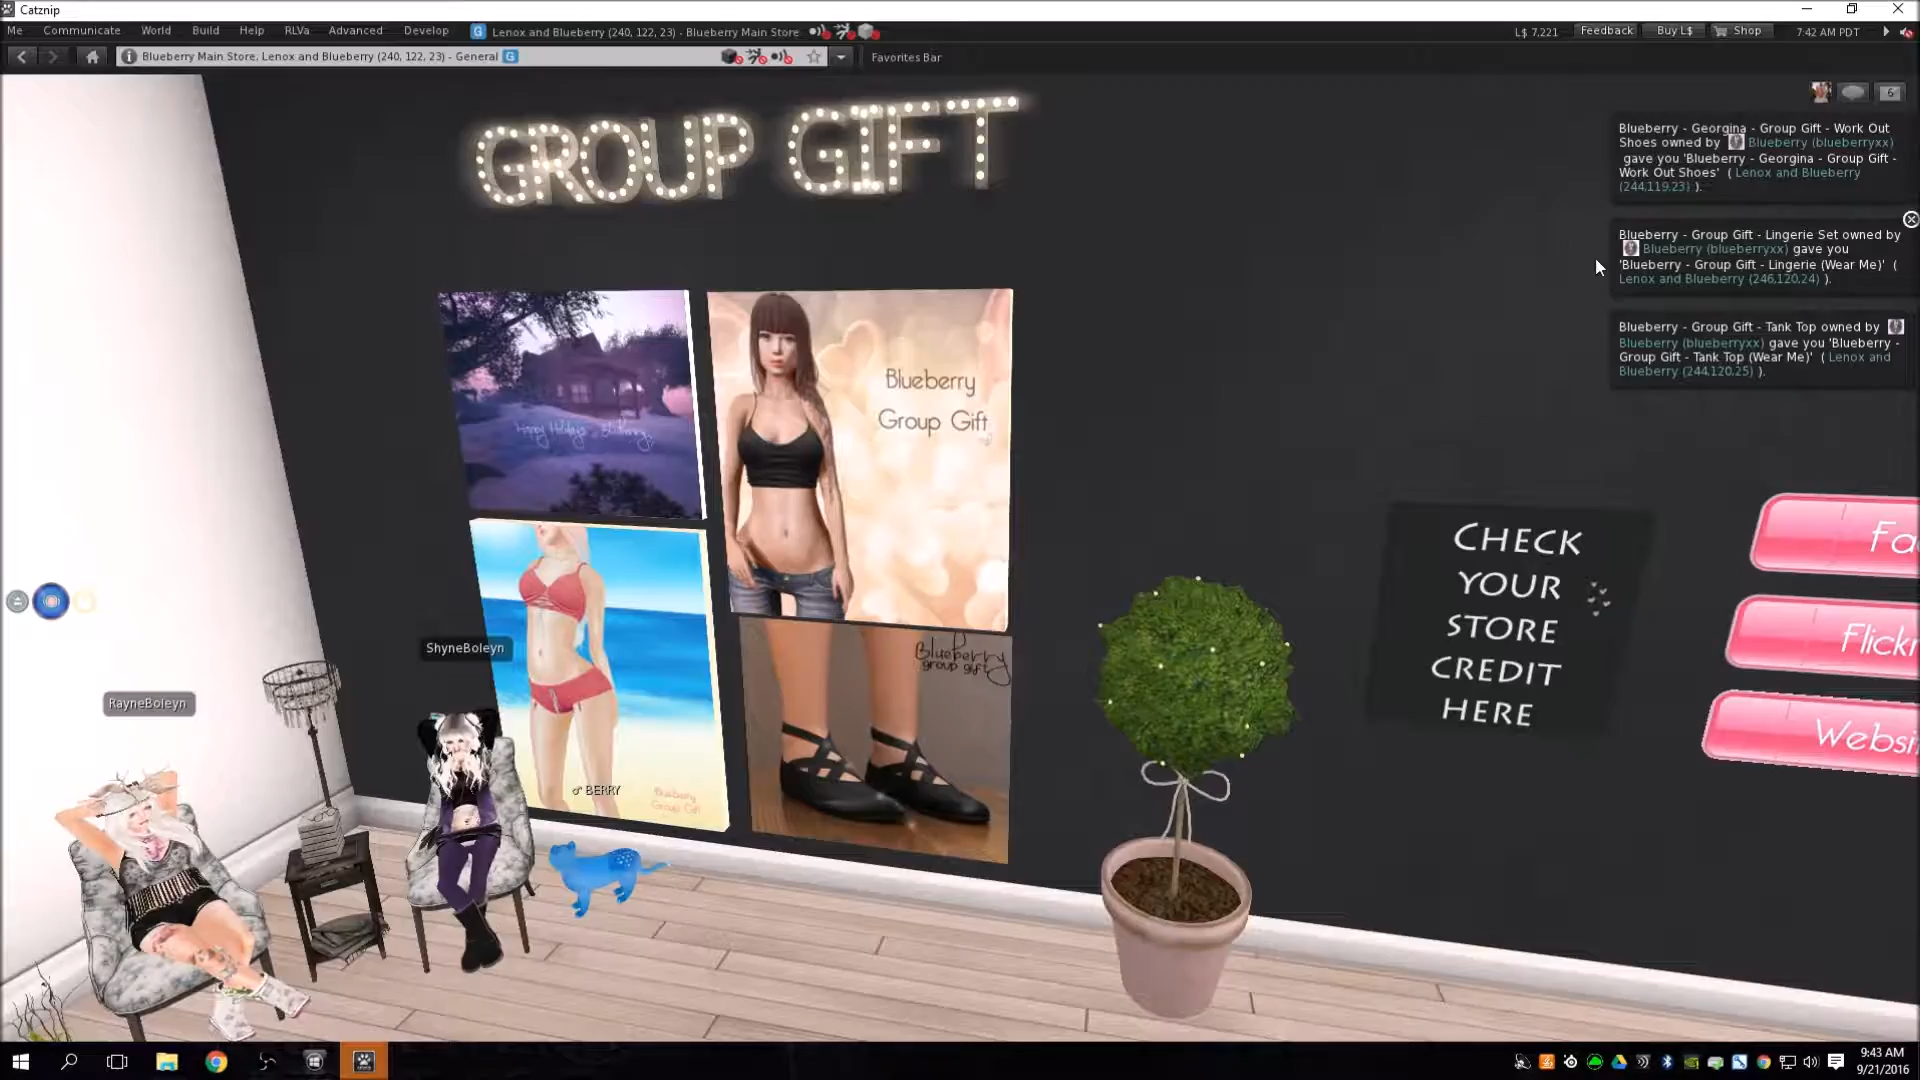 Catznip
Me Communicate World Build Help RLVa Advanced Develop
Lenox and Blueberry (240, 122, 23) - Blueberry Main Store
L$ 7,221 Feedback Buy L$ Shop 7:42 AM PDT
Blueberry Main Store, Lenox and Blueberry (240, 122, 23) - General
Favorites Bar
6
GROUP GIFT
Blueberry - Georgina - Group Gift - Work Out
Shoes owned by Blueberry (blueberryxx)
gave you 'Blueberry - Georgina - Group Gift -
Work Out Shoes' ( Lenox and Blueberry
(244,119,23) ).
Blueberry - Group Gift - Lingerie Set owned by
Blueberry (blueberryxx) gave you
'Blueberry - Group Gift - Lingerie (Wear Me)' (
Lenox and Blueberry (246,120,24) ).
Blueberry - Group Gift - Tank Top owned by
Blueberry (blueberryxx) gave you 'Blueberry -
Group Gift - Tank Top (Wear Me)' ( Lenox and
Blueberry (244,120,25) ).
Happy Holidays - Blueberry
Blueberry
Group Gift
CHECK
YOUR
STORE
CREDIT
HERE
Fa
Flickr
Websi
ShyneBoleyn
RayneBoleyn
Blueberry
group gift
♂ BERRY
Blueberry
Group Gift
9:43 AM
9/21/2016